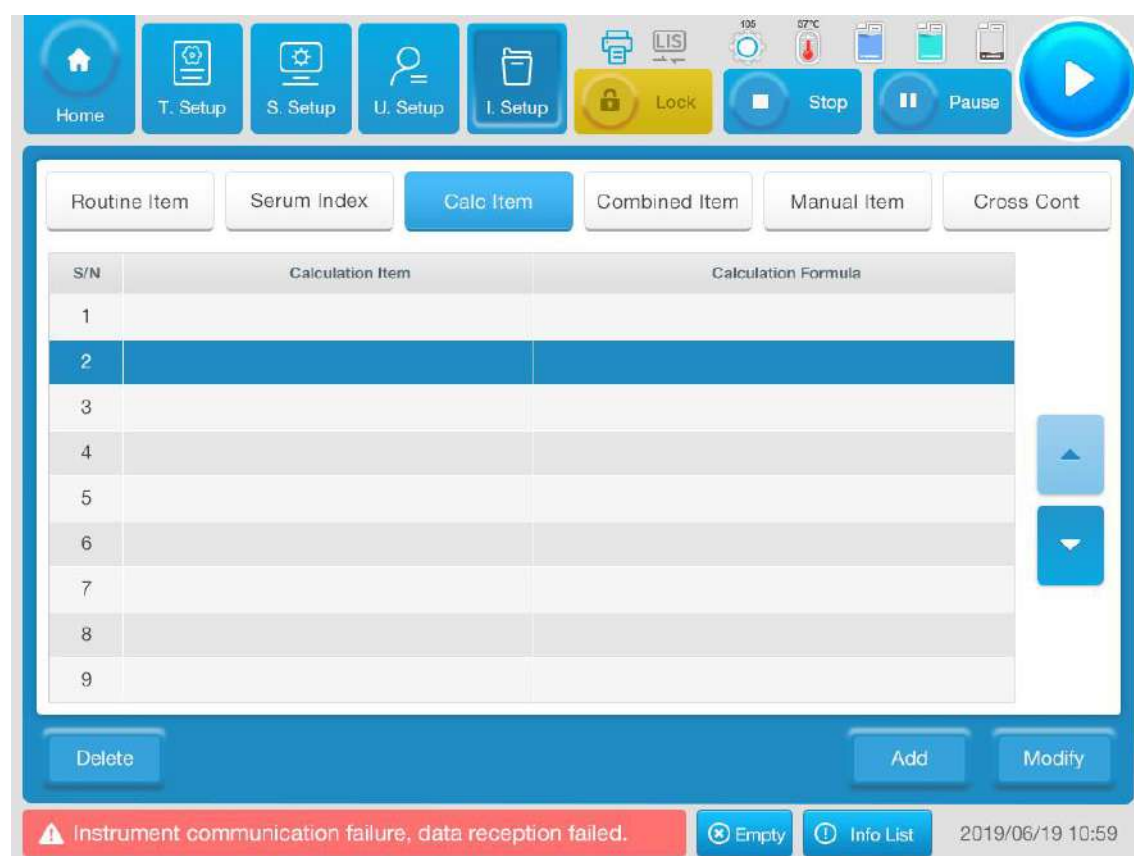 105 57°C
LIS
Home T. Setup S. Setup U. Setup I. Setup Lock Stop Pause
Routine Item Serum Index Calc Item Combined Item Manual Item Cross Cont
S/N Calculation Item Calculation Formula
1
2
3
4
5
6
7
8
9
Delete Add Modify
Instrument communication failure, data reception failed. Empty Info List 2019/06/19 10:59